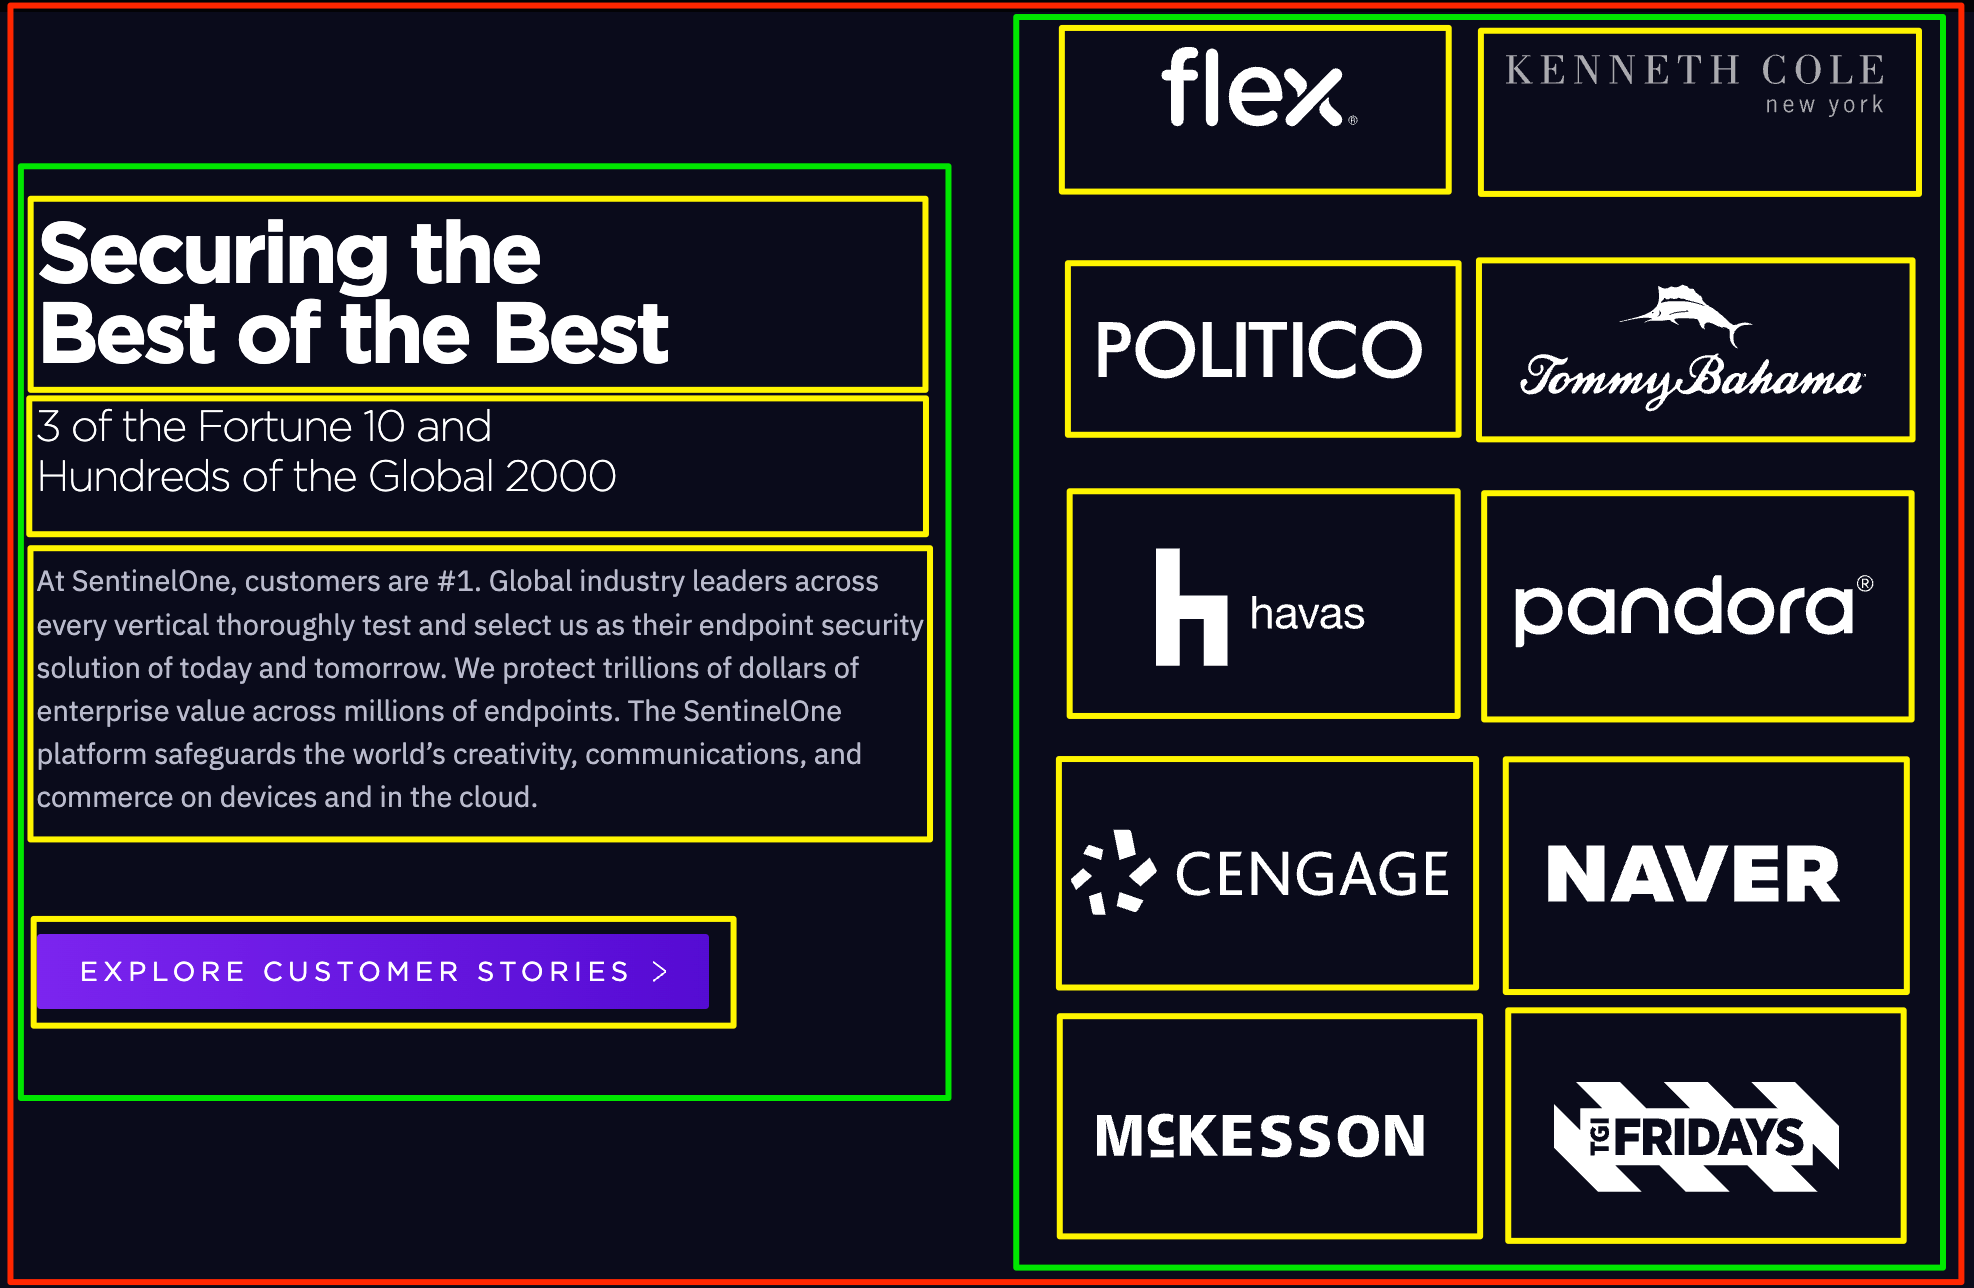 Securing the
Best of the Best
3 of the Fortune 10 and
Hundreds of the Global 2000
At SentinelOne, customers are #1. Global industry leaders across
every vertical thoroughly test and select us as their endpoint security
solution of today and tomorrow. We protect trillions of dollars of
enterprise value across millions of endpoints. The SentinelOne
platform safeguards the world’s creativity, communications, and
commerce on devices and in the cloud.
EXPLORE CUSTOMER STORIES >
flex®
KENNETH COLE
new york
POLITICO
Tommy Bahama
h havas
pandora®
CENGAGE
NAVER
McKESSON
TGI FRIDAYS